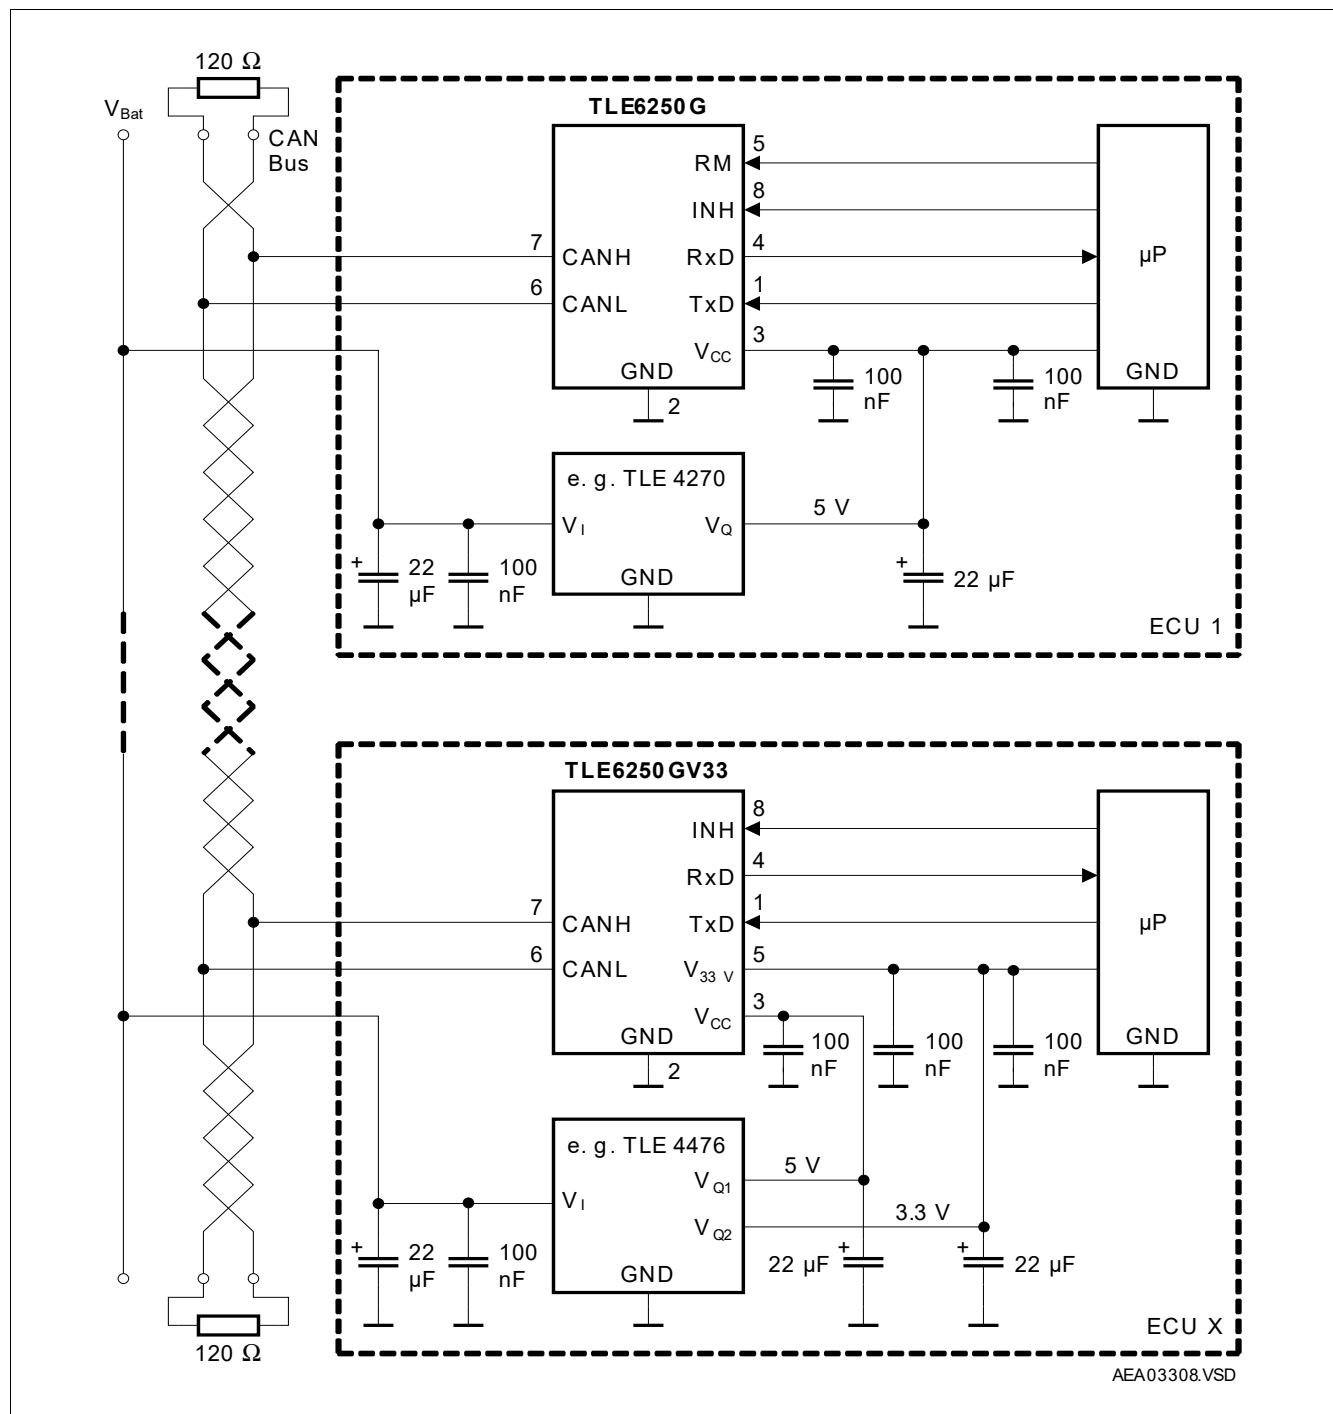 120 Ω
V_Bat
CAN
Bus
TLE6250 G
RM
5
INH
8
7
CANH
RxD
4
µP
6
CANL
TxD
1
V_CC
3
GND
2
100
nF
100
nF
GND
e. g. TLE 4270
V_I
V_Q
5 V
GND
+
22
µF
100
nF
+
22 µF
ECU 1
TLE6250 GV33
INH
8
RxD
4
7
CANH
TxD
1
µP
6
CANL
V_33 V
5
V_CC
3
GND
2
100
nF
100
nF
100
nF
GND
e. g. TLE 4476
V_I
V_Q1
5 V
V_Q2
3.3 V
GND
+
22
µF
100
nF
22 µF
+
+
22 µF
ECU X
120 Ω
AEA03308.VSD